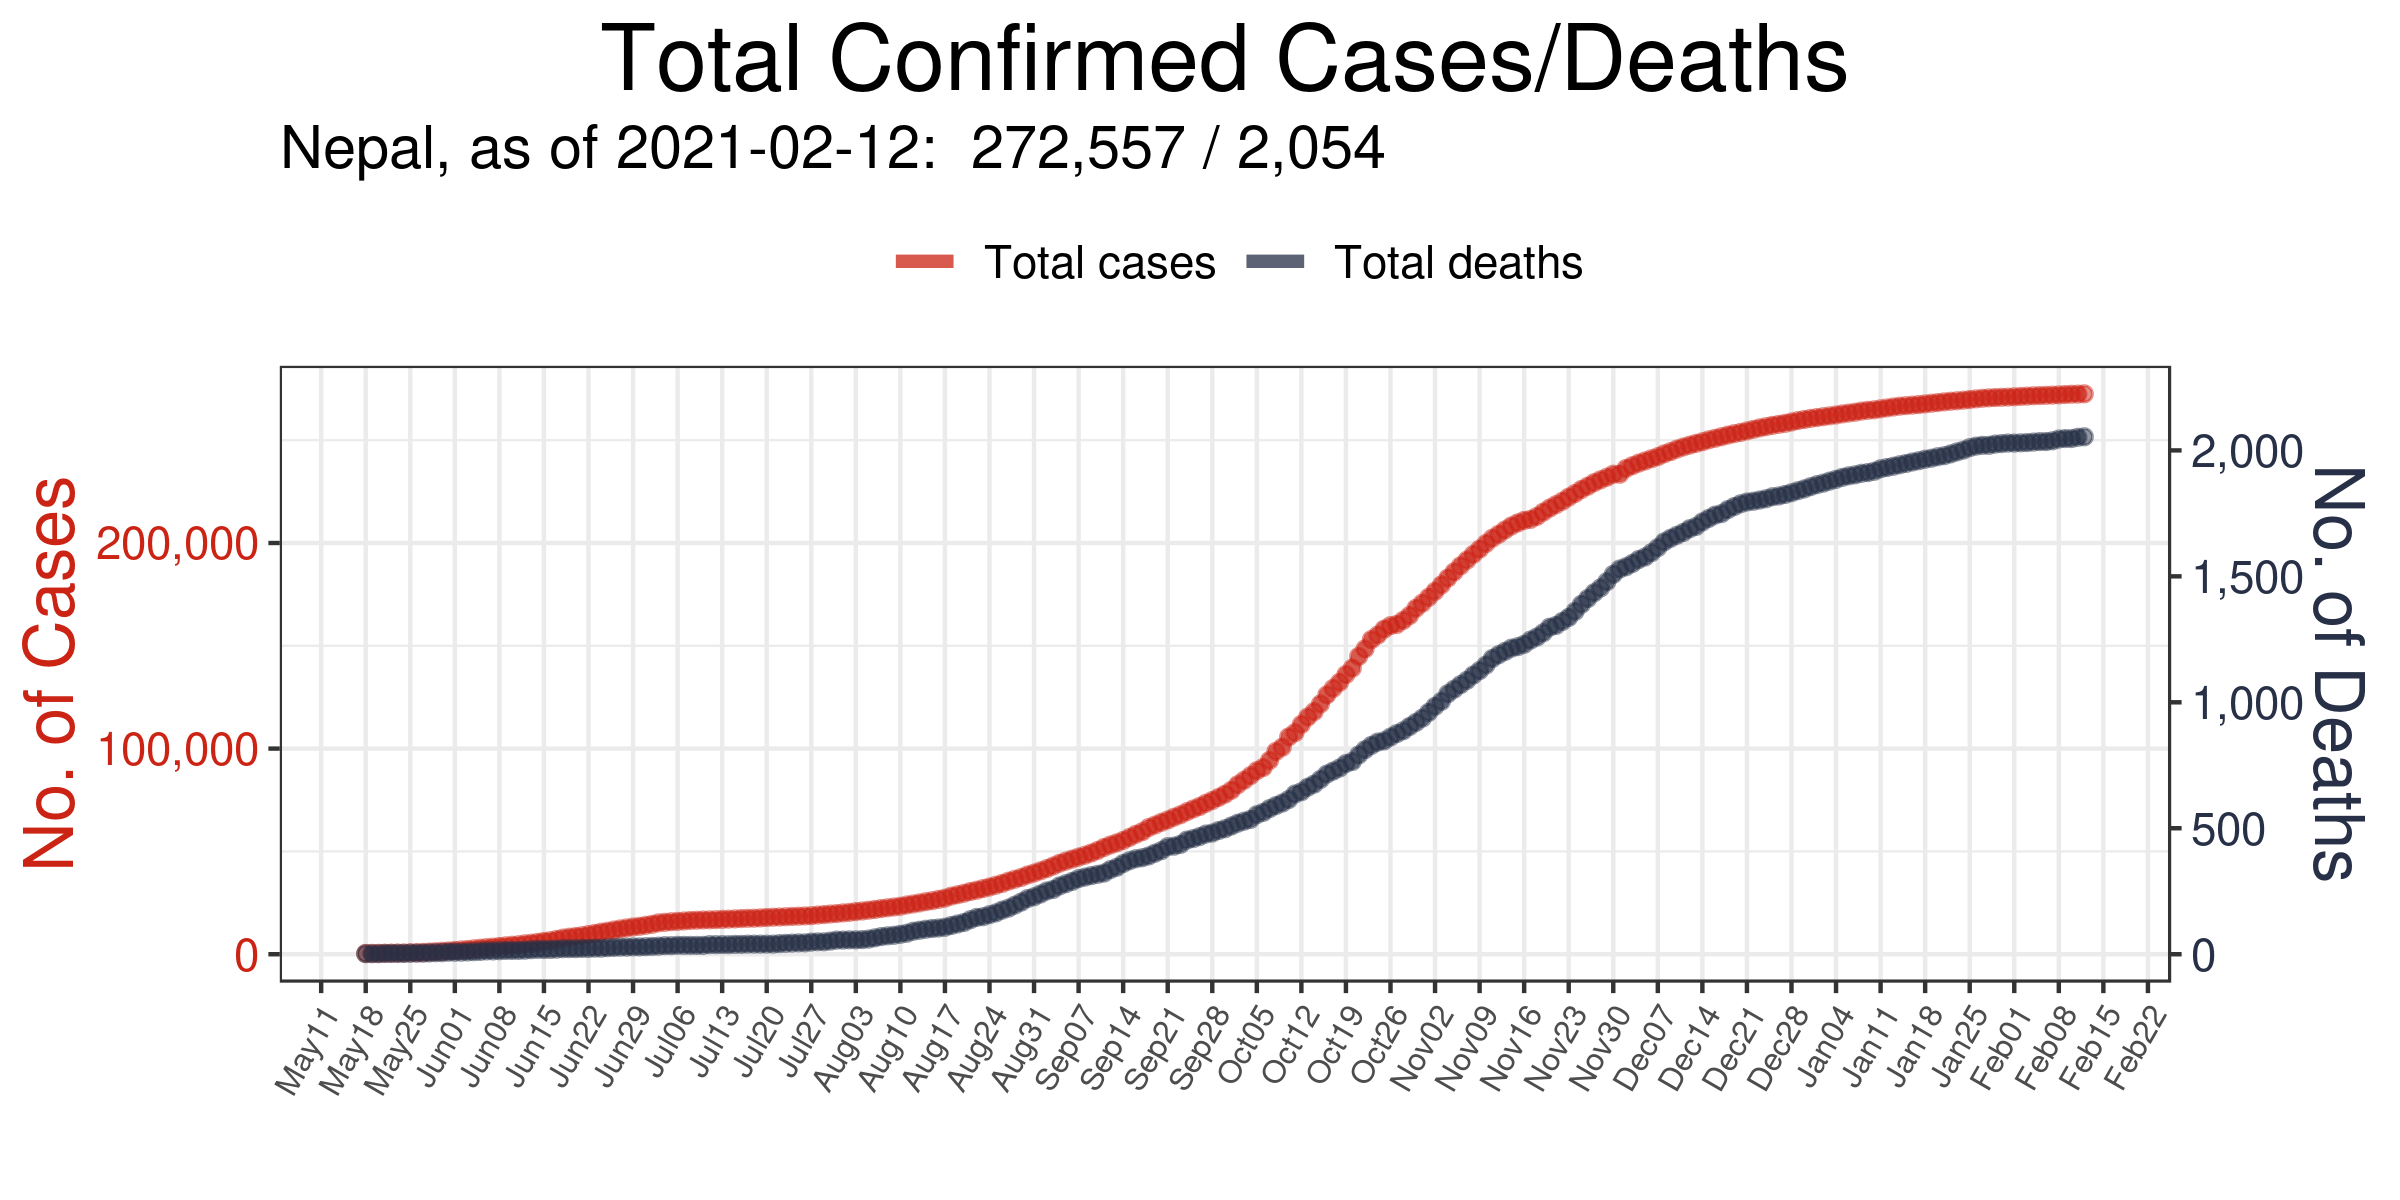 Total Confirmed Cases/Deaths
Nepal, as of 2021-02-12:  272,557 / 2,054
Total cases
Total deaths
No. of Cases
200,000
100,000
0
2,000
1,500
1,000
500
0
No. of Deaths
May11
May18
May25
Jun01
Jun08
Jun15
Jun22
Jun29
Jul06
Jul13
Jul20
Jul27
Aug03
Aug10
Aug17
Aug24
Aug31
Sep07
Sep14
Sep21
Sep28
Oct05
Oct12
Oct19
Oct26
Nov02
Nov09
Nov16
Nov23
Nov30
Dec07
Dec14
Dec21
Dec28
Jan04
Jan11
Jan18
Jan25
Feb01
Feb08
Feb15
Feb22